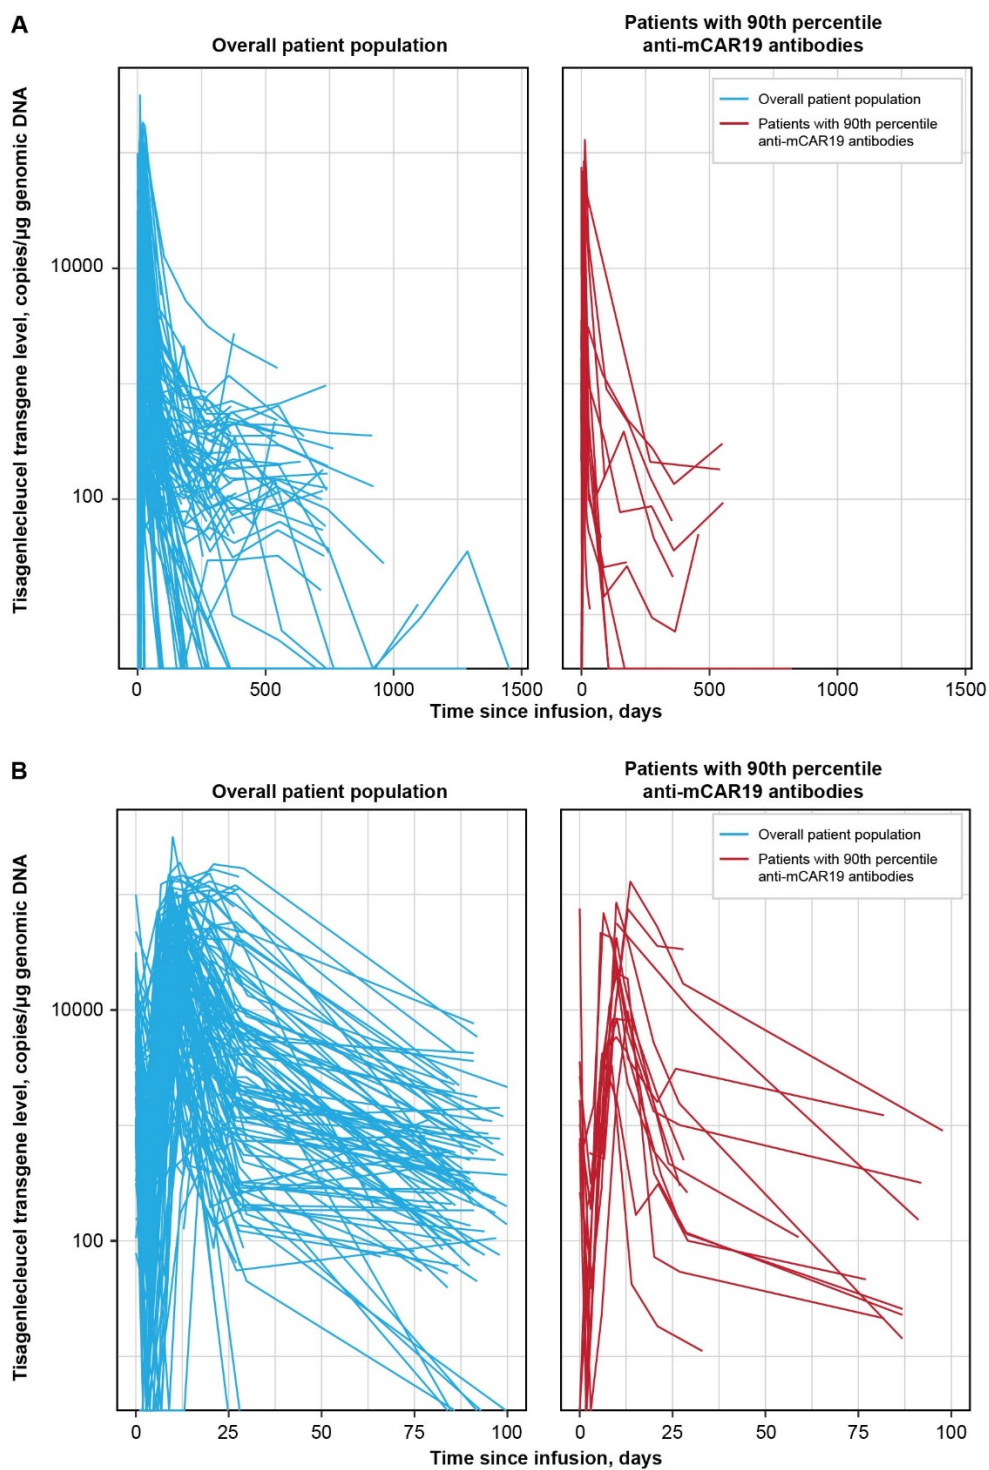 A
Overall patient population
Patients with 90th percentile
anti-mCAR19 antibodies
Tisagenlecleucel transgene level, copies/µg genomic DNA
10000
100
Overall patient population
Patients with 90th percentile
anti-mCAR19 antibodies
0 500 1000 1500 0 500 1000 1500
Time since infusion, days
B
Overall patient population
Patients with 90th percentile
anti-mCAR19 antibodies
Tisagenlecleucel transgene level, copies/µg genomic DNA
10000
100
Overall patient population
Patients with 90th percentile
anti-mCAR19 antibodies
0 25 50 75 100 0 25 50 75 100
Time since infusion, days